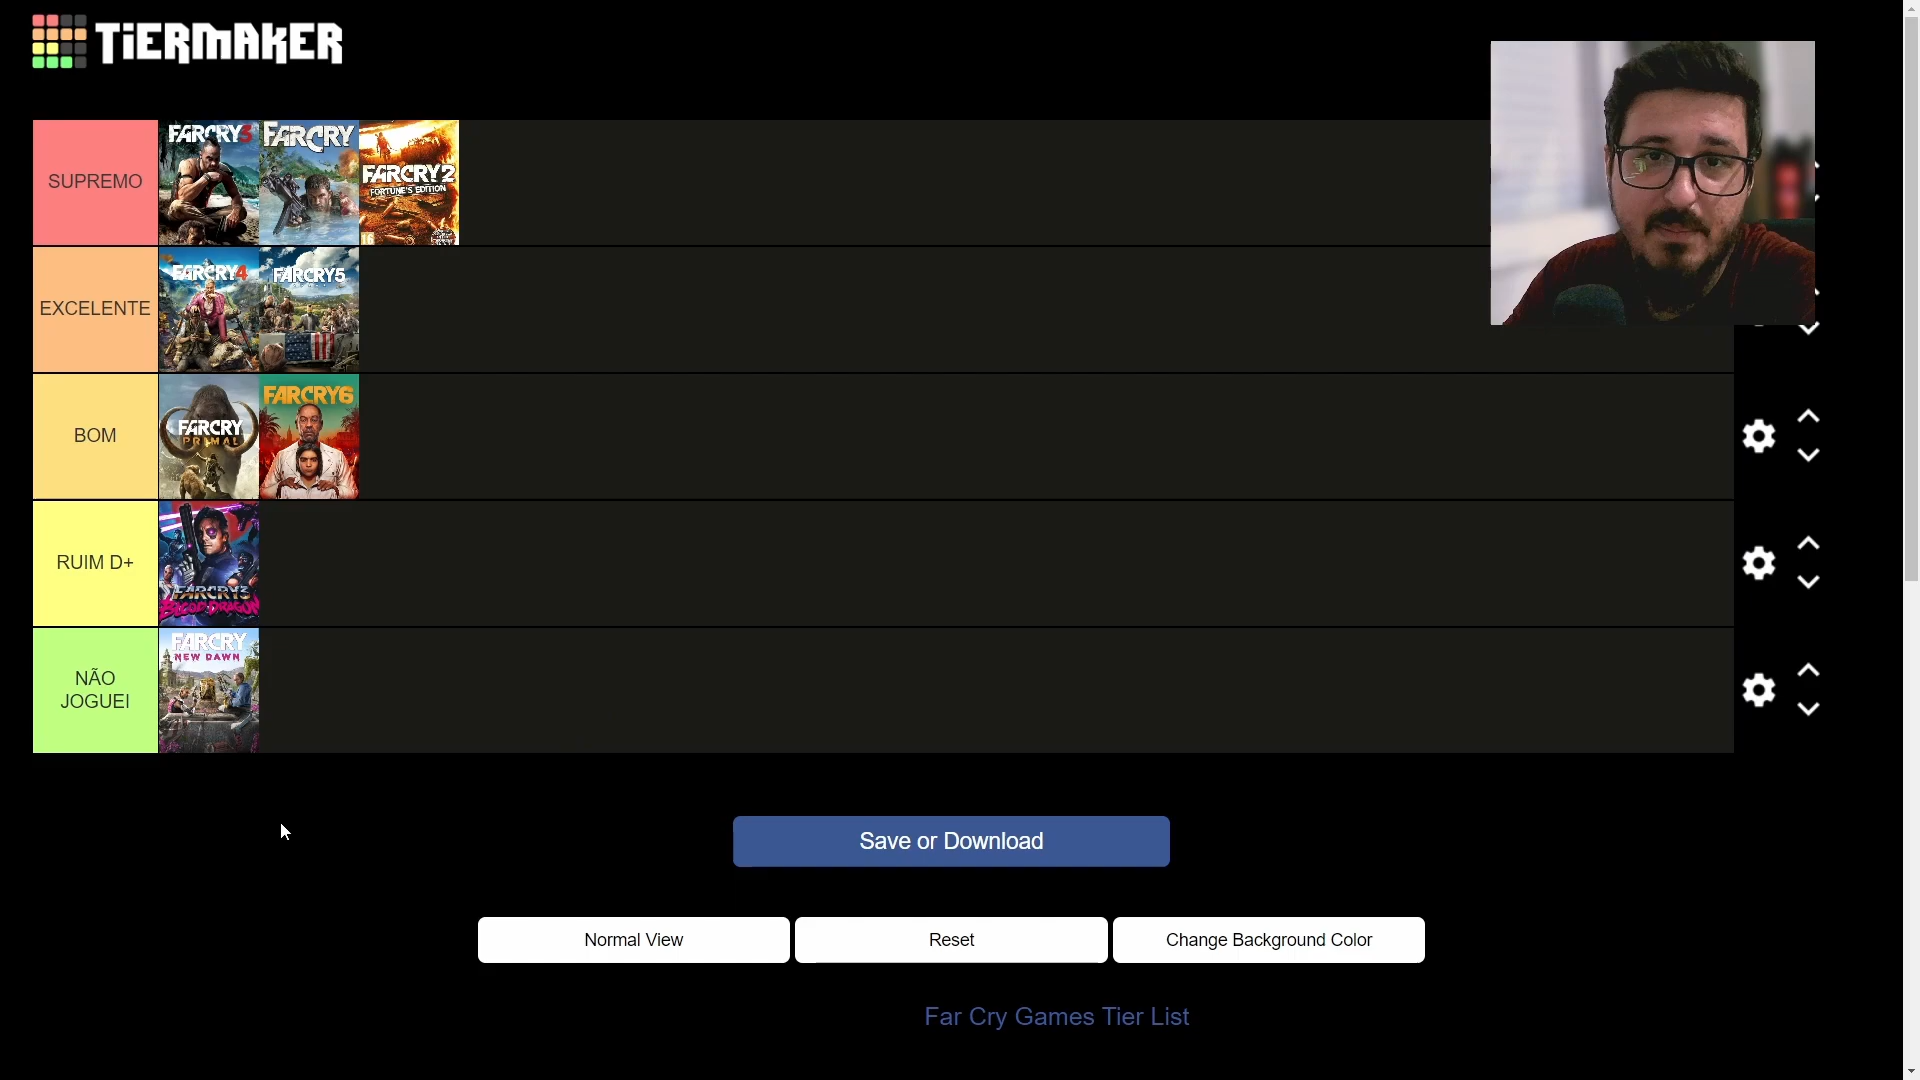 TiERMAKER
SUPREMO
FARCRY3
FARCRY
FARCRY2
FORTUNE'S EDITION
16
EXCELENTE
FARCRY4
FARCRY5
BOM
FARCRY
PRIMAL
FARCRY6
RUIM D+
FARCRY3
BLOOD DRAGON
NÃO
JOGUEI
FARCRY
NEW DAWN
Save or Download
Normal View
Reset
Change Background Color
Far Cry Games Tier List